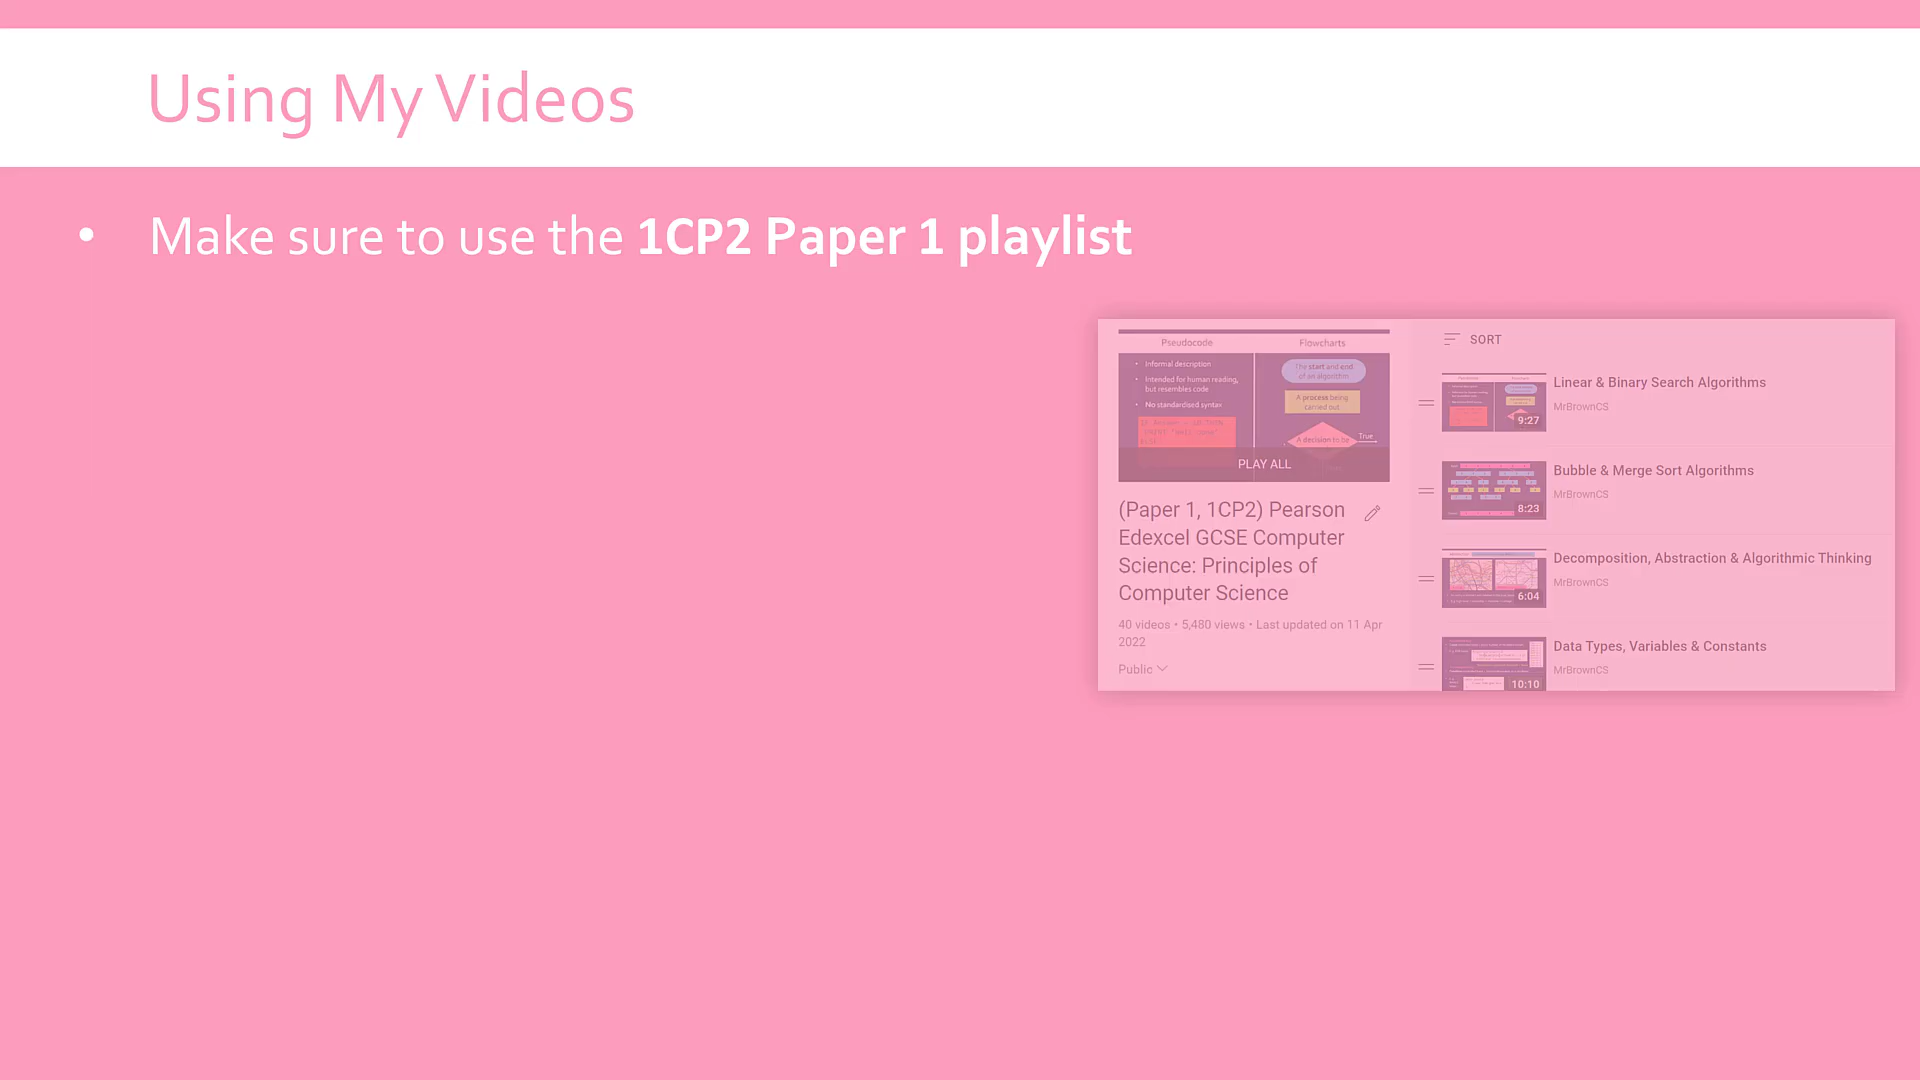 Using My Videos
• Make sure to use the 1CP2 Paper 1 playlist
Pseudocode
Flowcharts
• Informal description
• Intended for human reading,
but resembles code
• No standardised syntax
The start and end
of an algorithm
A process being
carried out
A decision to be
True
PLAY ALL
(Paper 1, 1CP2) Pearson
Edexcel GCSE Computer
Science: Principles of
Computer Science
40 videos • 5,480 views • Last updated on 11 Apr
2022
Public
SORT
Linear & Binary Search Algorithms
MrBrownCS
9:27
Bubble & Merge Sort Algorithms
MrBrownCS
8:23
Decomposition, Abstraction & Algorithmic Thinking
MrBrownCS
6:04
Data Types, Variables & Constants
MrBrownCS
10:10